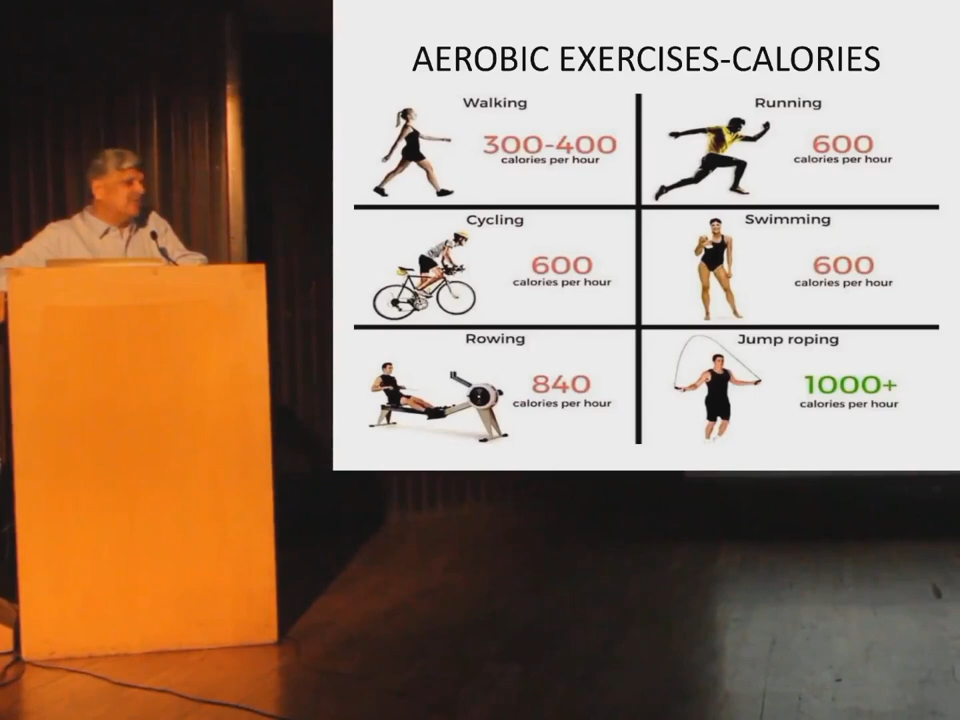 AEROBIC EXERCISES-CALORIES
Walking
300-400
calories per hour
Running
600
calories per hour
Cycling
600
calories per hour
Swimming
600
calories per hour
Rowing
840
calories per hour
Jump roping
1000+
calories per hour